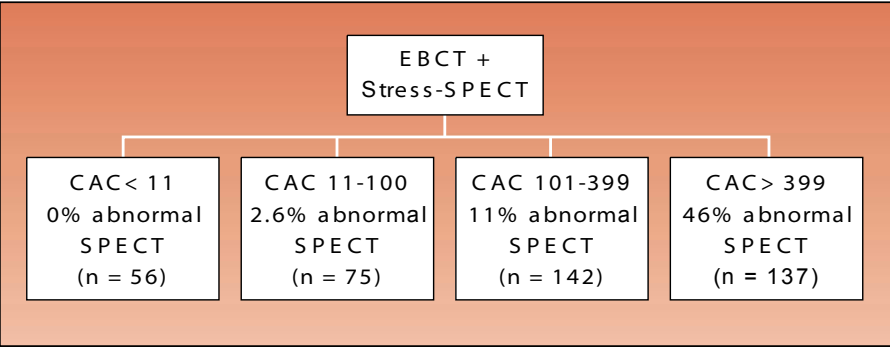 EBCT +
Stress-SPECT
CAC< 11
0% abnormal
SPECT
(n = 56)
CAC 11-100
2.6% abnormal
SPECT
(n = 75)
CAC 101-399
11% abnormal
SPECT
(n = 142)
CAC> 399
46% abnormal
SPECT
(n = 137)